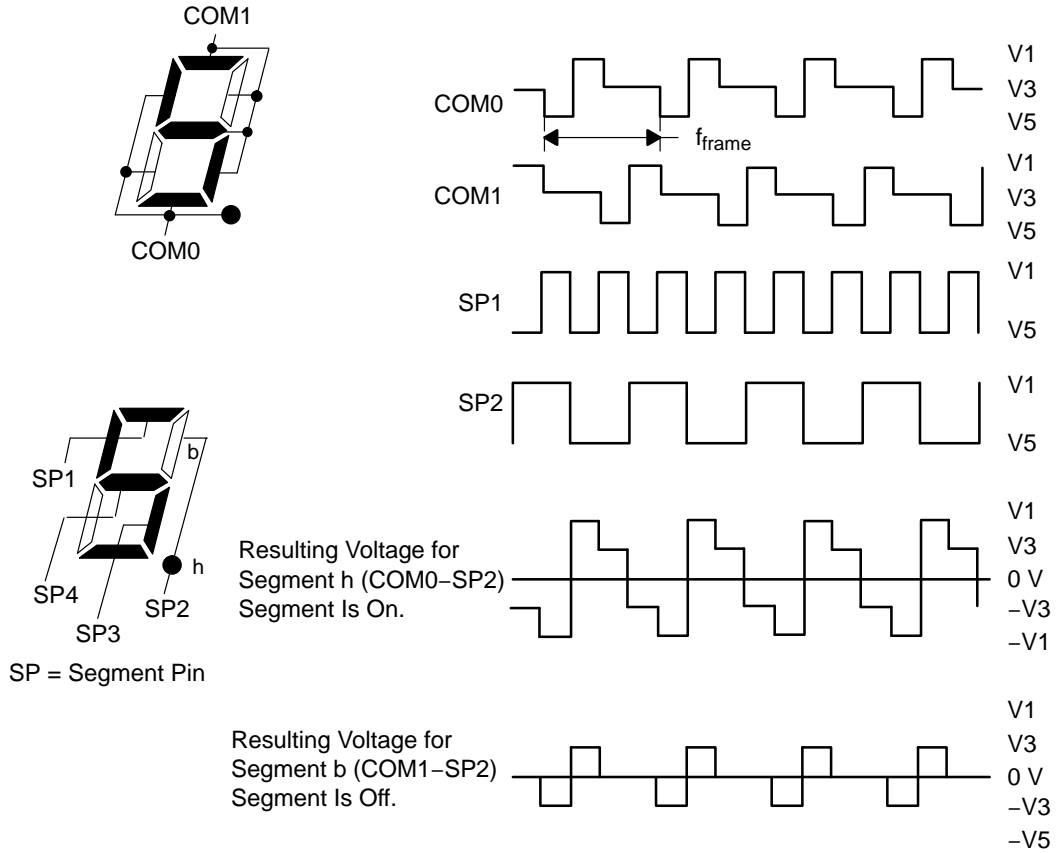 COM1
COM0
COM0
V1
V3
V5
fframe
COM1
V1
V3
V5
SP1
V1
V5
SP2
V1
V5
b
SP1
h
SP4
SP2
SP3
SP = Segment Pin
Resulting Voltage for
Segment h (COM0−SP2)
Segment Is On.
V1
V3
0 V
−V3
−V1
Resulting Voltage for
Segment b (COM1−SP2)
Segment Is Off.
V1
V3
0 V
−V3
−V5